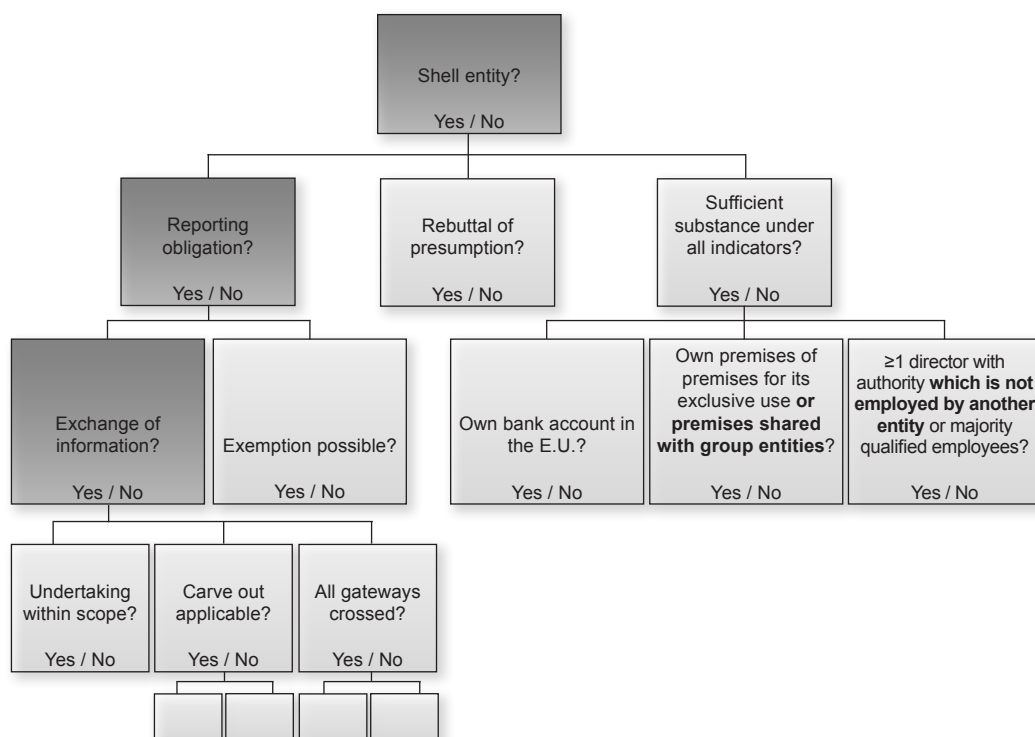 Shell entity?
Yes / No
Reporting
obligation?
Yes / No
Rebuttal of
presumption?
Yes / No
Sufficient
substance under
all indicators?
Yes / No
Exchange of
information?
Yes / No
Exemption possible?
Yes / No
Own bank account in
the E.U.?
Yes / No
Own premises of
premises for its
exclusive use or
premises shared
with group entities?
Yes / No
≥1 director with
authority which is not
employed by another
entity or majority
qualified employees?
Yes / No
Undertaking
within scope?
Yes / No
Carve out
applicable?
Yes / No
All gateways
crossed?
Yes / No